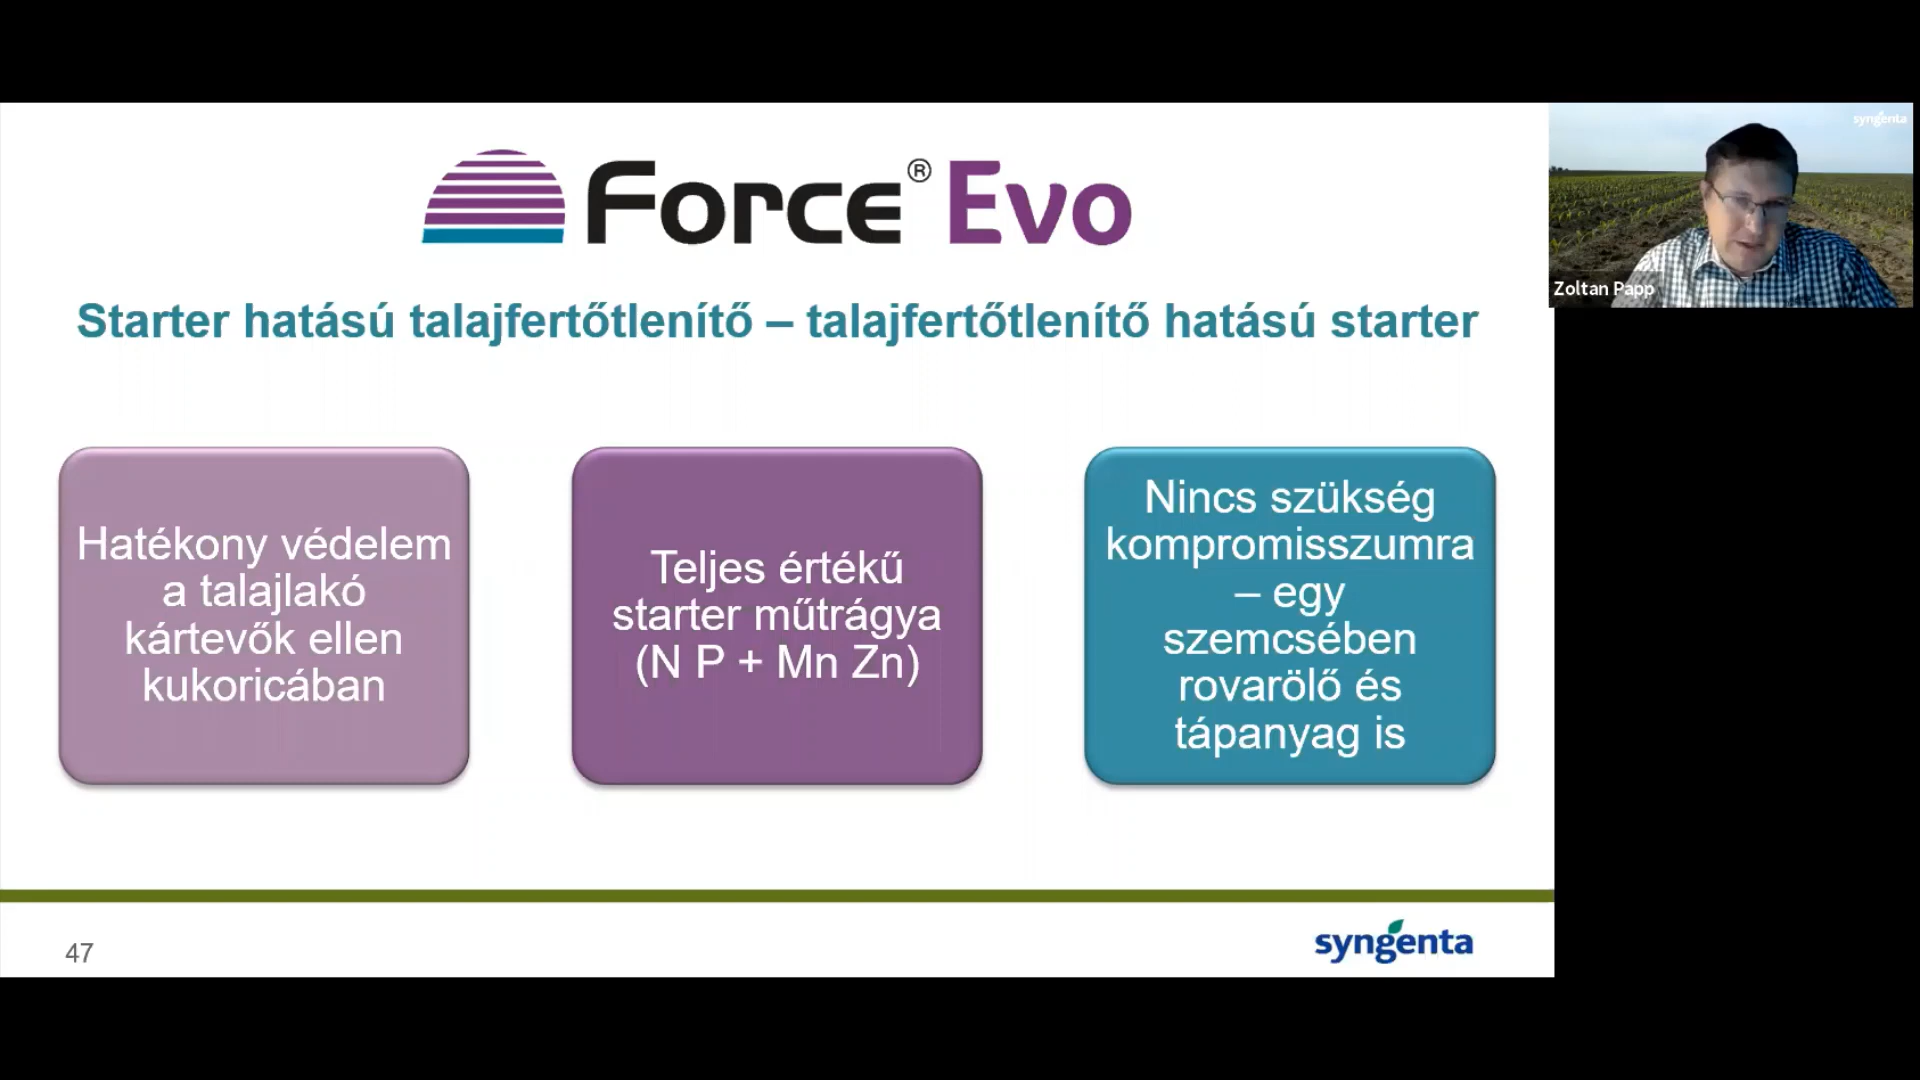 Force® Evo
Starter hatású talajfertőtlenítő – talajfertőtlenítő hatású starter
Hatékony védelem
a talajlakó
kártevők ellen
kukoricában
Teljes értékű
starter műtrágya
(N P + Mn Zn)
Nincs szükség
kompromisszumra
– egy
szemcsében
rovarölő és
tápanyag is
47
syngenta
syngenta
Zoltan Papp